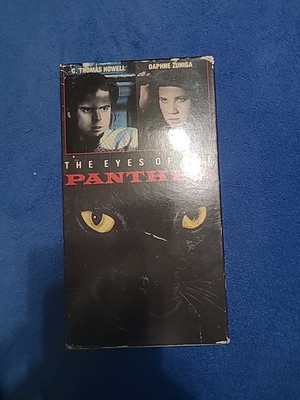 C. THOMAS HOWELL DAPHNE ZUNIGA
THE EYES OF THE
PANTHER